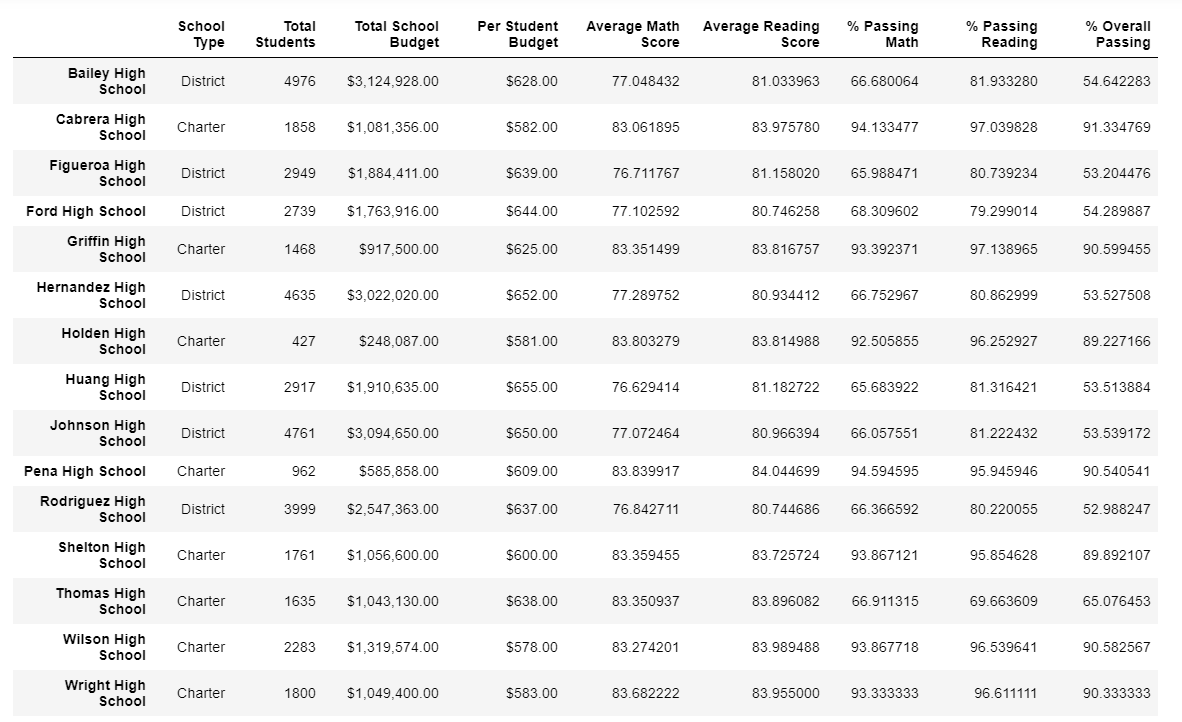 School Type Total Students Total School Budget Per Student Budget Average Math Score Average Reading Score % Passing Math % Passing Reading % Overall Passing
Bailey High School District 4976 $3,124,928.00 $628.00 77.048432 81.033963 66.680064 81.933280 54.642283
Cabrera High School Charter 1858 $1,081,356.00 $582.00 83.061895 83.975780 94.133477 97.039828 91.334769
Figueroa High School District 2949 $1,884,411.00 $639.00 76.711767 81.158020 65.988471 80.739234 53.204476
Ford High School District 2739 $1,763,916.00 $644.00 77.102592 80.746258 68.309602 79.299014 54.289887
Griffin High School Charter 1468 $917,500.00 $625.00 83.351499 83.816757 93.392371 97.138965 90.599455
Hernandez High School District 4635 $3,022,020.00 $652.00 77.289752 80.934412 66.752967 80.862999 53.527508
Holden High School Charter 427 $248,087.00 $581.00 83.803279 83.814988 92.505855 96.252927 89.227166
Huang High School District 2917 $1,910,635.00 $655.00 76.629414 81.182722 65.683922 81.316421 53.513884
Johnson High School District 4761 $3,094,650.00 $650.00 77.072464 80.966394 66.057551 81.222432 53.539172
Pena High School Charter 962 $585,858.00 $609.00 83.839917 84.044699 94.594595 95.945946 90.540541
Rodriguez High School District 3999 $2,547,363.00 $637.00 76.842711 80.744686 66.366592 80.220055 52.988247
Shelton High School Charter 1761 $1,056,600.00 $600.00 83.359455 83.725724 93.867121 95.854628 89.892107
Thomas High School Charter 1635 $1,043,130.00 $638.00 83.350937 83.896082 66.911315 69.663609 65.076453
Wilson High School Charter 2283 $1,319,574.00 $578.00 83.274201 83.989488 93.867718 96.539641 90.582567
Wright High School Charter 1800 $1,049,400.00 $583.00 83.682222 83.955000 93.333333 96.611111 90.333333